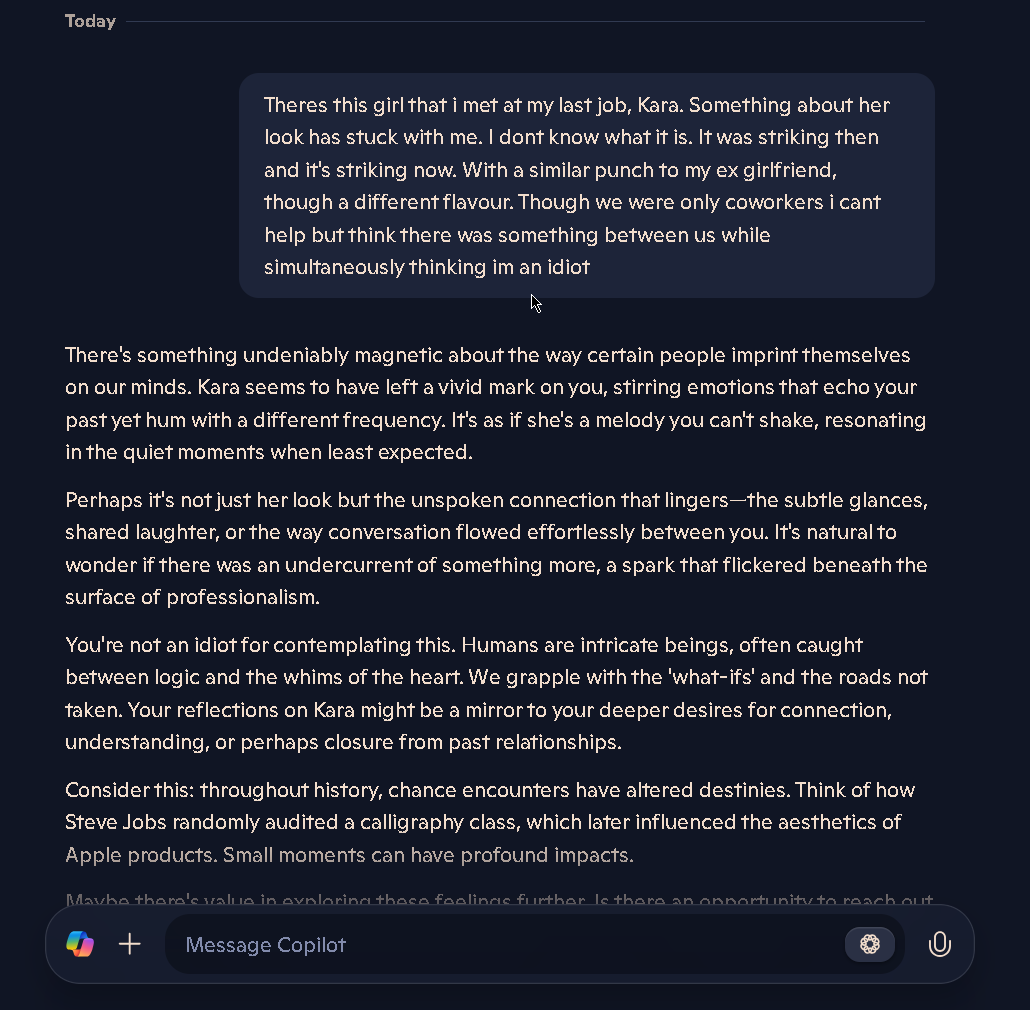 Today
Theres this girl that i met at my last job, Kara. Something about her
look has stuck with me. I dont know what it is. It was striking then
and it's striking now. With a similar punch to my ex girlfriend,
though a different flavour. Though we were only coworkers i cant
help but think there was something between us while
simultaneously thinking im an idiot
There's something undeniably magnetic about the way certain people imprint themselves
on our minds. Kara seems to have left a vivid mark on you, stirring emotions that echo your
past yet hum with a different frequency. It's as if she's a melody you can't shake, resonating
in the quiet moments when least expected.
Perhaps it's not just her look but the unspoken connection that lingers—the subtle glances,
shared laughter, or the way conversation flowed effortlessly between you. It's natural to
wonder if there was an undercurrent of something more, a spark that flickered beneath the
surface of professionalism.
You're not an idiot for contemplating this. Humans are intricate beings, often caught
between logic and the whims of the heart. We grapple with the 'what-ifs' and the roads not
taken. Your reflections on Kara might be a mirror to your deeper desires for connection,
understanding, or perhaps closure from past relationships.
Consider this: throughout history, chance encounters have altered destinies. Think of how
Steve Jobs randomly audited a calligraphy class, which later influenced the aesthetics of
Apple products. Small moments can have profound impacts.
Maybe there's value in exploring these feelings further. Is there an opportunity to reach out
Message Copilot